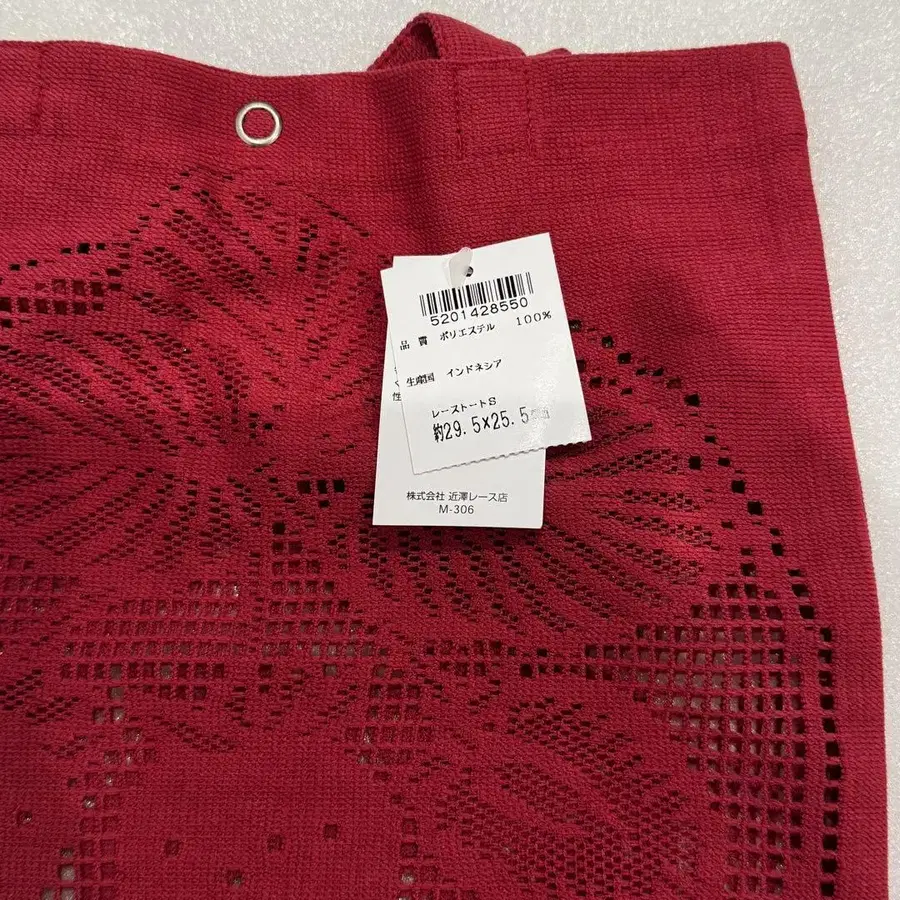 5201428550
品 質 ポリエステル 100%
生産国 インドネシア
レーストートS
約29.5×25.5cm
株式会社 近澤レース店
M-306